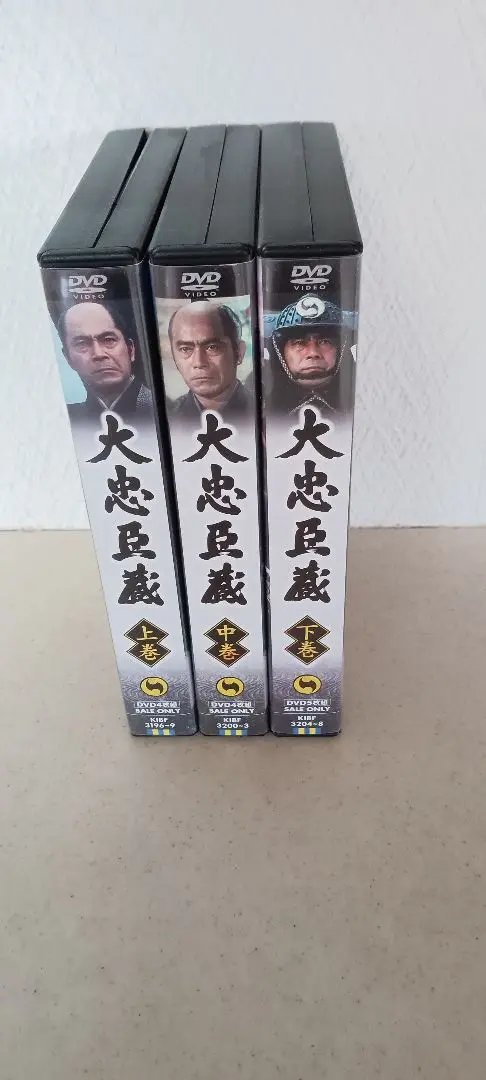 DVD
VIDEO
大忠臣蔵
上巻
DVD4枚組
SALE ONLY
KIBF
3196~9
DVD
VIDEO
大忠臣蔵
中巻
DVD4枚組
SALE ONLY
KIBF
3200~3
DVD
VIDEO
大忠臣蔵
下巻
DVD5枚組
SALE ONLY
KIBF
3204~8